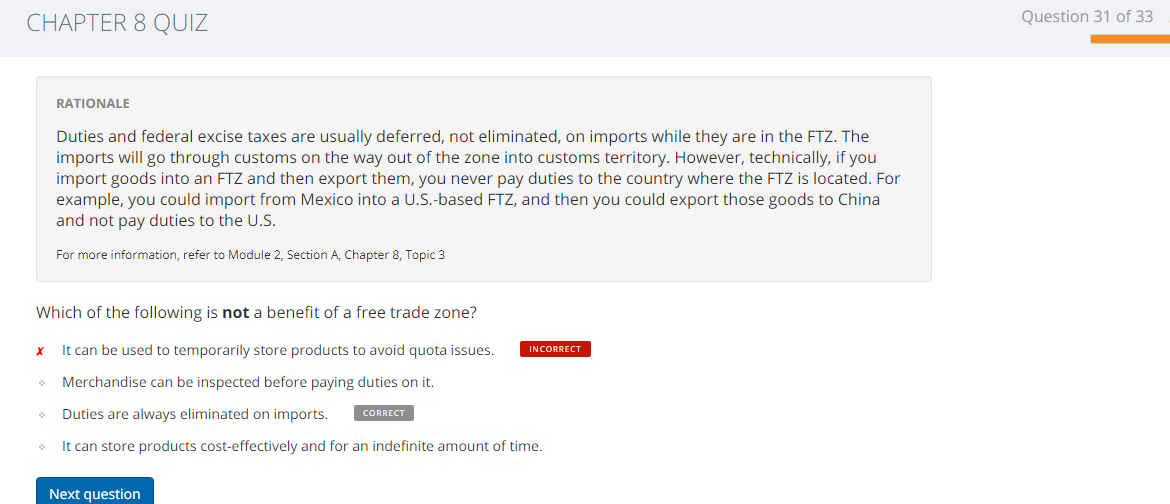 CHAPTER 8 QUIZ
Question 31 of 33
RATIONALE
Duties and federal excise taxes are usually deferred, not eliminated, on imports while they are in the FTZ. The
imports will go through customs on the way out of the zone into customs territory. However, technically, if you
import goods into an FTZ and then export them, you never pay duties to the country where the FTZ is located. For
example, you could import from Mexico into a U.S.-based FTZ, and then you could export those goods to China
and not pay duties to the U.S.
For more information, refer to Module 2, Section A, Chapter 8, Topic 3
Which of the following is not a benefit of a free trade zone?
✗ It can be used to temporarily store products to avoid quota issues. INCORRECT
Merchandise can be inspected before paying duties on it.
Duties are always eliminated on imports. CORRECT
It can store products cost-effectively and for an indefinite amount of time.
Next question